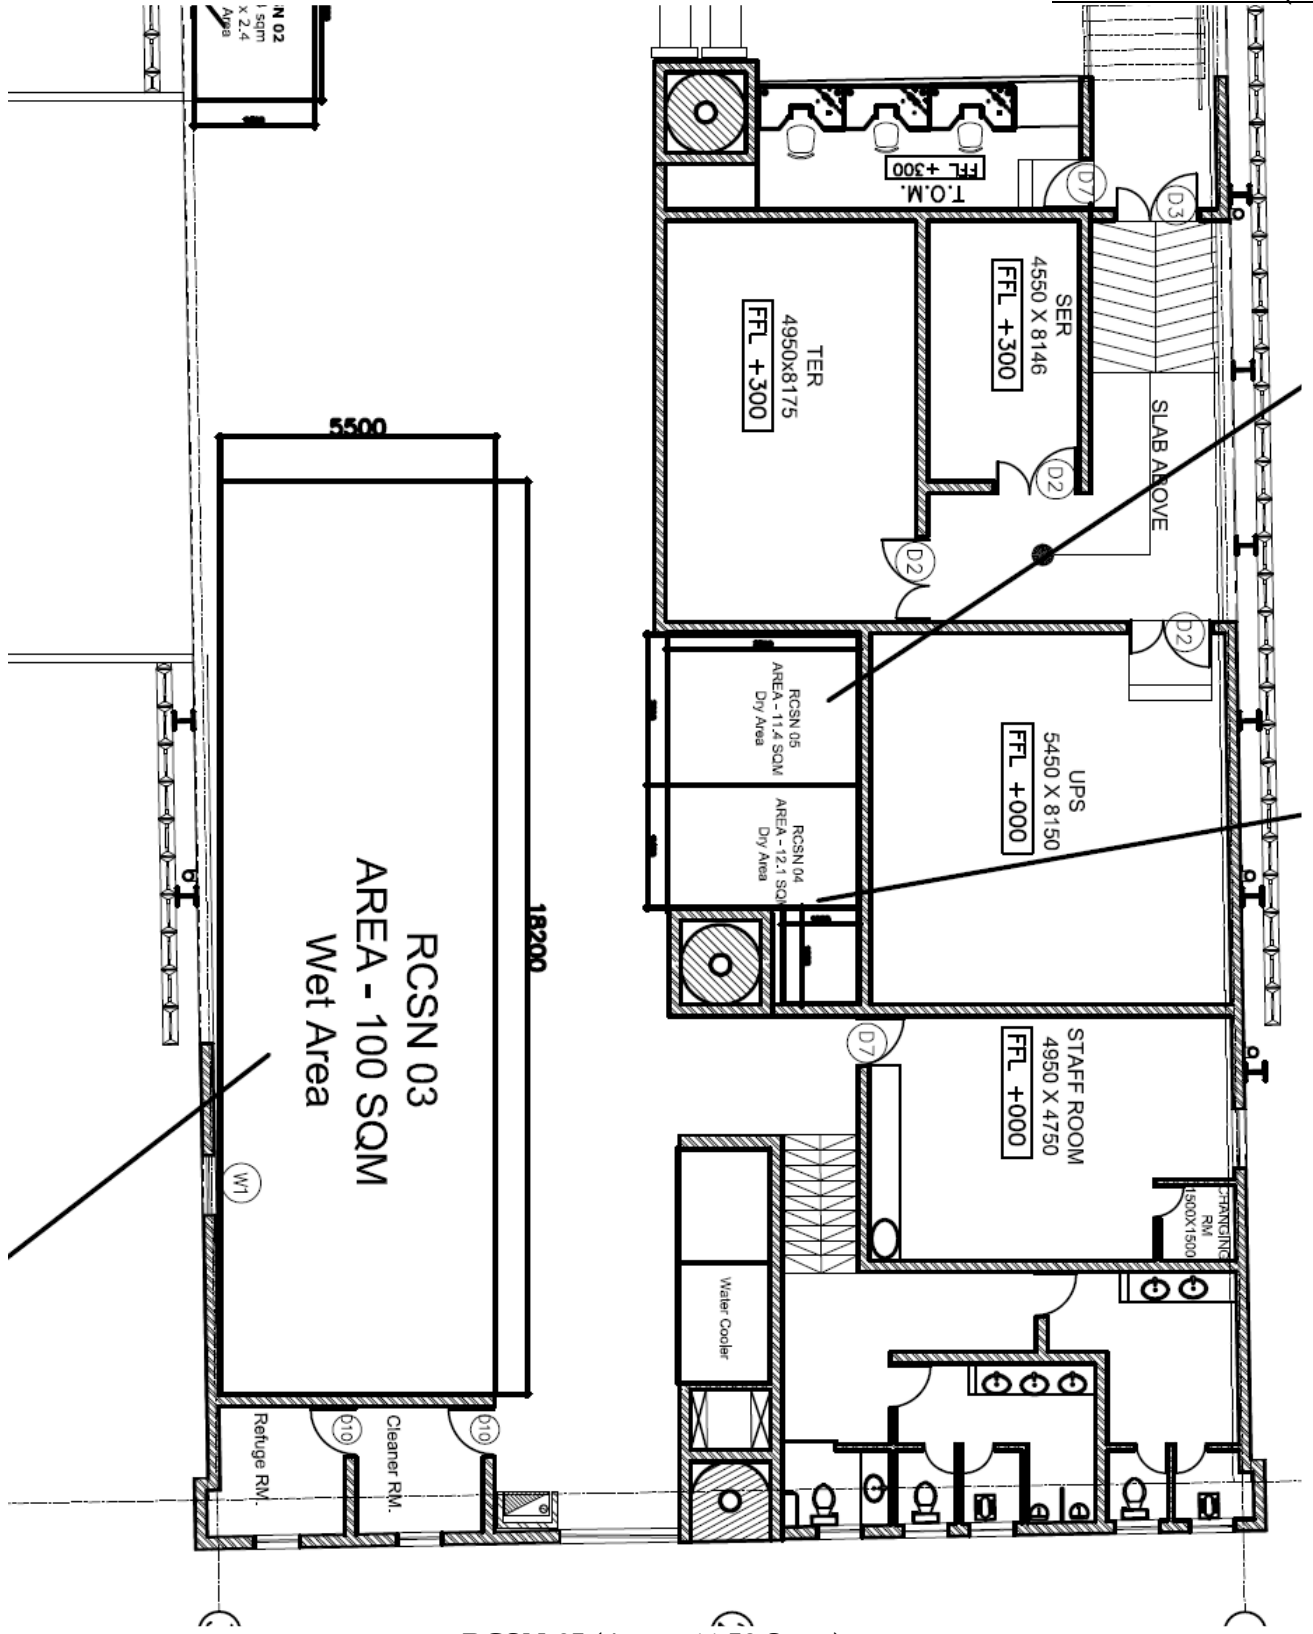 N 02
sqm
x 2.4
Area
FFL +300
T.O.M.
D7
D3
SER
4550 X 8146
FFL +300
TER
4950x8175
FFL +300
SLAB ABOVE
D2
D2
D2
5500
18200
RCSN 05
AREA - 11.4 SQM
Dry Area
RCSN 04
AREA - 12.1 SQM
Dry Area
UPS
5450 X 8150
FFL +000
RCSN 03
AREA - 100 SQM
Wet Area
W1
D7
STAFF ROOM
4950 X 4750
FFL +000
CHANGING
RM
1500X1500
Water Cooler
D10
D10
Refuge RM.
Cleaner RM.